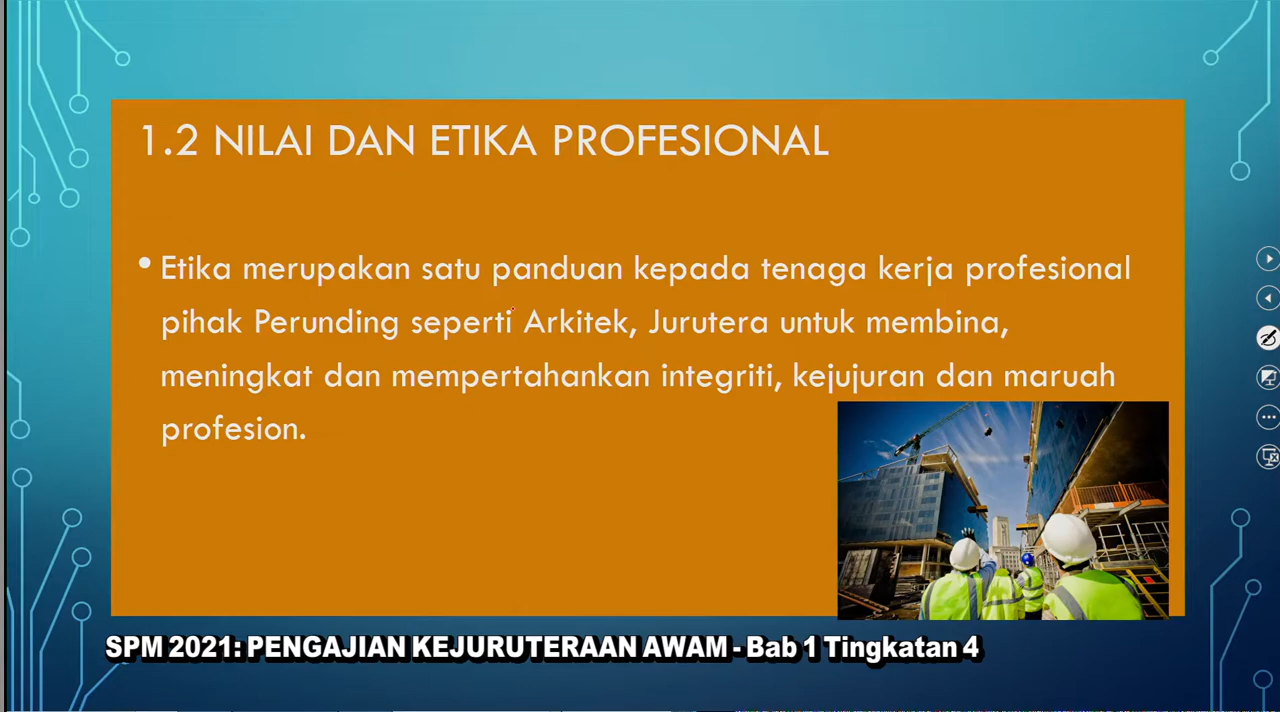 1.2 NILAI DAN ETIKA PROFESIONAL
• Etika merupakan satu panduan kepada tenaga kerja profesional
pihak Perunding seperti Arkitek, Jurutera untuk membina,
meningkat dan mempertahankan integriti, kejujuran dan maruah
profesion.
SPM 2021: PENGAJIAN KEJURUTERAAN AWAM - Bab 1 Tingkatan 4